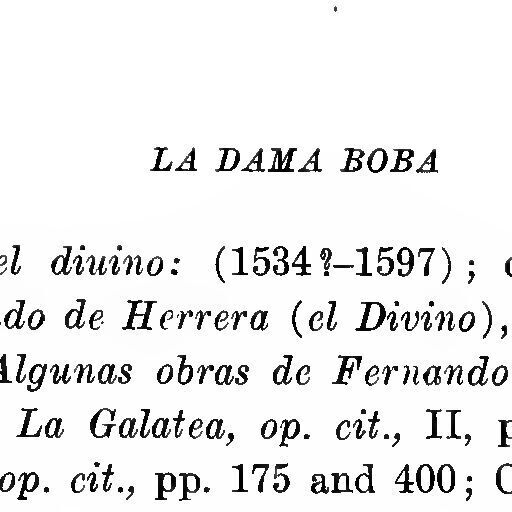 LA DAMA BOBA
el diuino: (1534?–1597);
do de Herrera (el Divino),
Algunas obras de Fernando
La Galatea, op. cit., II,
op. cit., pp. 175 and 400;